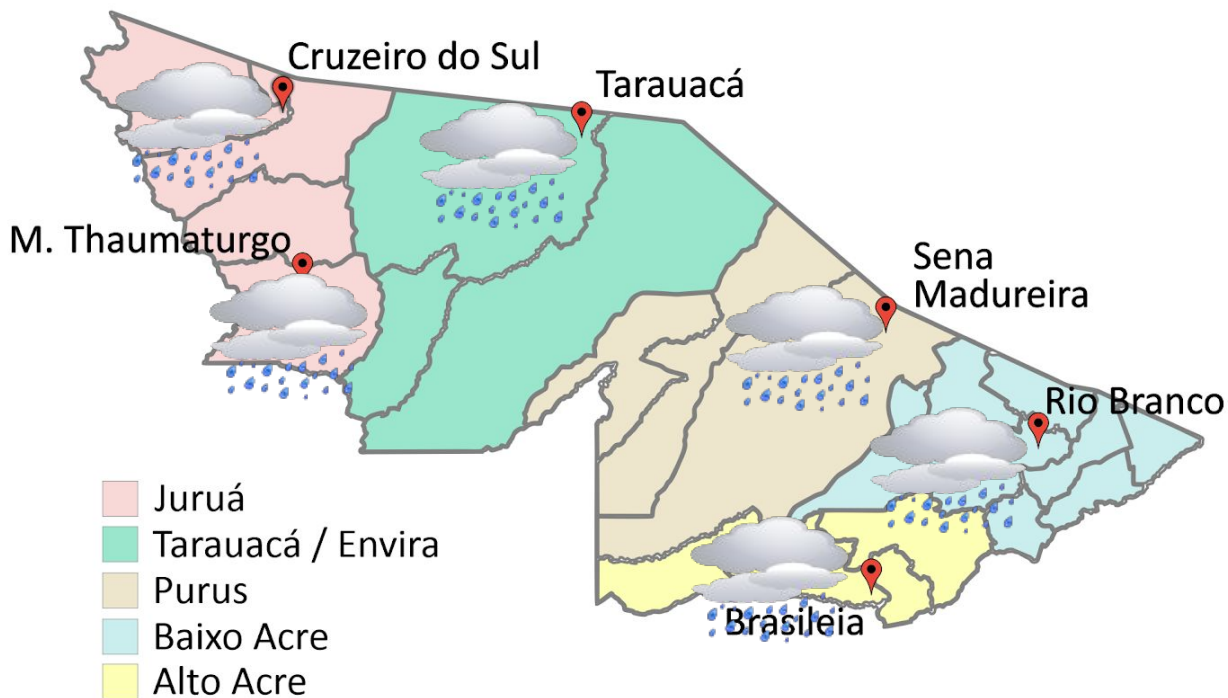 Cruzeiro do Sul
Tarauacá
M. Thaumaturgo
Sena
Madureira
Rio Branco
Brasileia
Juruá
Tarauacá / Envira
Purus
Baixo Acre
Alto Acre